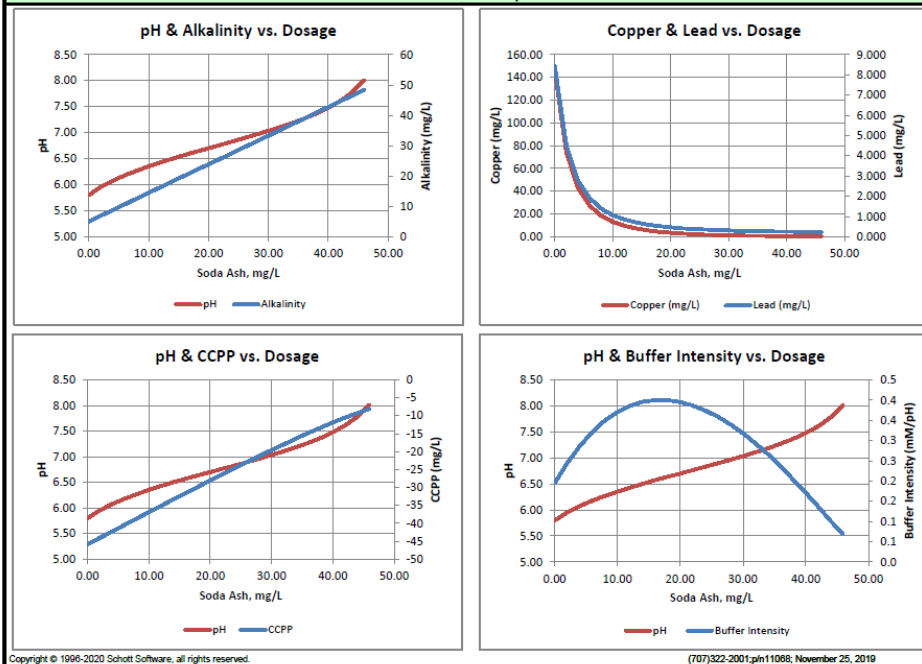 pH & Alkalinity vs. Dosage
8.50
8.00
7.50
7.00
6.50
6.00
5.50
5.00
pH
60
50
40
30
20
10
0
Alkalinity (mg/L)
0.00 10.00 20.00 30.00 40.00 50.00
Soda Ash, mg/L
pH Alkalinity
Copper & Lead vs. Dosage
160.00
140.00
120.00
100.00
80.00
60.00
40.00
20.00
0.00
Copper (mg/L)
9.000
8.000
7.000
6.000
5.000
4.000
3.000
2.000
1.000
0.000
Lead (mg/L)
0.00 10.00 20.00 30.00 40.00 50.00
Soda Ash, mg/L
Copper (mg/L) Lead (mg/L)
pH & CCPP vs. Dosage
8.50
8.00
7.50
7.00
6.50
6.00
5.50
5.00
pH
0
-5
-10
-15
-20
-25
-30
-35
-40
-45
-50
CCPP (mg/L)
0.00 10.00 20.00 30.00 40.00 50.00
Soda Ash, mg/L
pH CCPP
pH & Buffer Intensity vs. Dosage
8.50
8.00
7.50
7.00
6.50
6.00
5.50
5.00
pH
0.5
0.4
0.4
0.3
0.3
0.2
0.2
0.1
0.1
0.0
Buffer Intensity (mM/pH)
0.00 10.00 20.00 30.00 40.00 50.00
Soda Ash, mg/L
pH Buffer Intensity
Copyright © 1996-2020 Schott Software, all rights reserved.
(707)322-2001;p/n11068; November 25, 2019